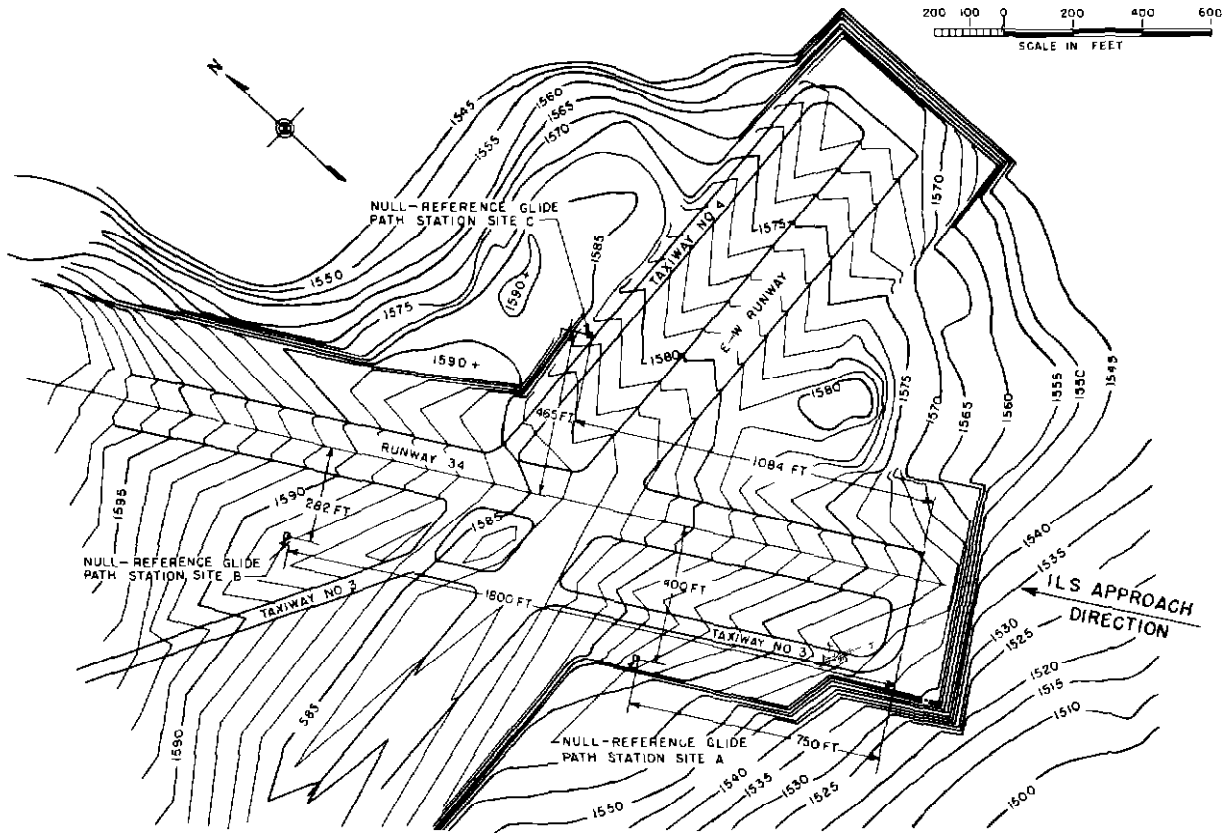 200 100 0 200 400 600
SCALE IN FEET
N
1545
1560
1565
1570
1555
1570
NULL-REFERENCE GLIDE
PATH STATION SITE C
TAXIWAY NO 4
1575
1585
1550
1590+
E-W RUNWAY
1575
1590+
1580
1580
1575
1570
1565
1560
1555
1550
1545
465 FT
RUNWAY 34
1084 FT
1595
1590
282 FT
1585
NULL-REFERENCE GLIDE
PATH STATION, SITE B
1800 FT
400 FT
TAXIWAY NO 3
TAXIWAY NO 3
1540
1535
ILS APPROACH
DIRECTION
1530
1525
1520
1515
1510
585
1590
750 FT
NULL-REFERENCE GLIDE
PATH STATION SITE A
1540
1535
1530
1525
1550
1500